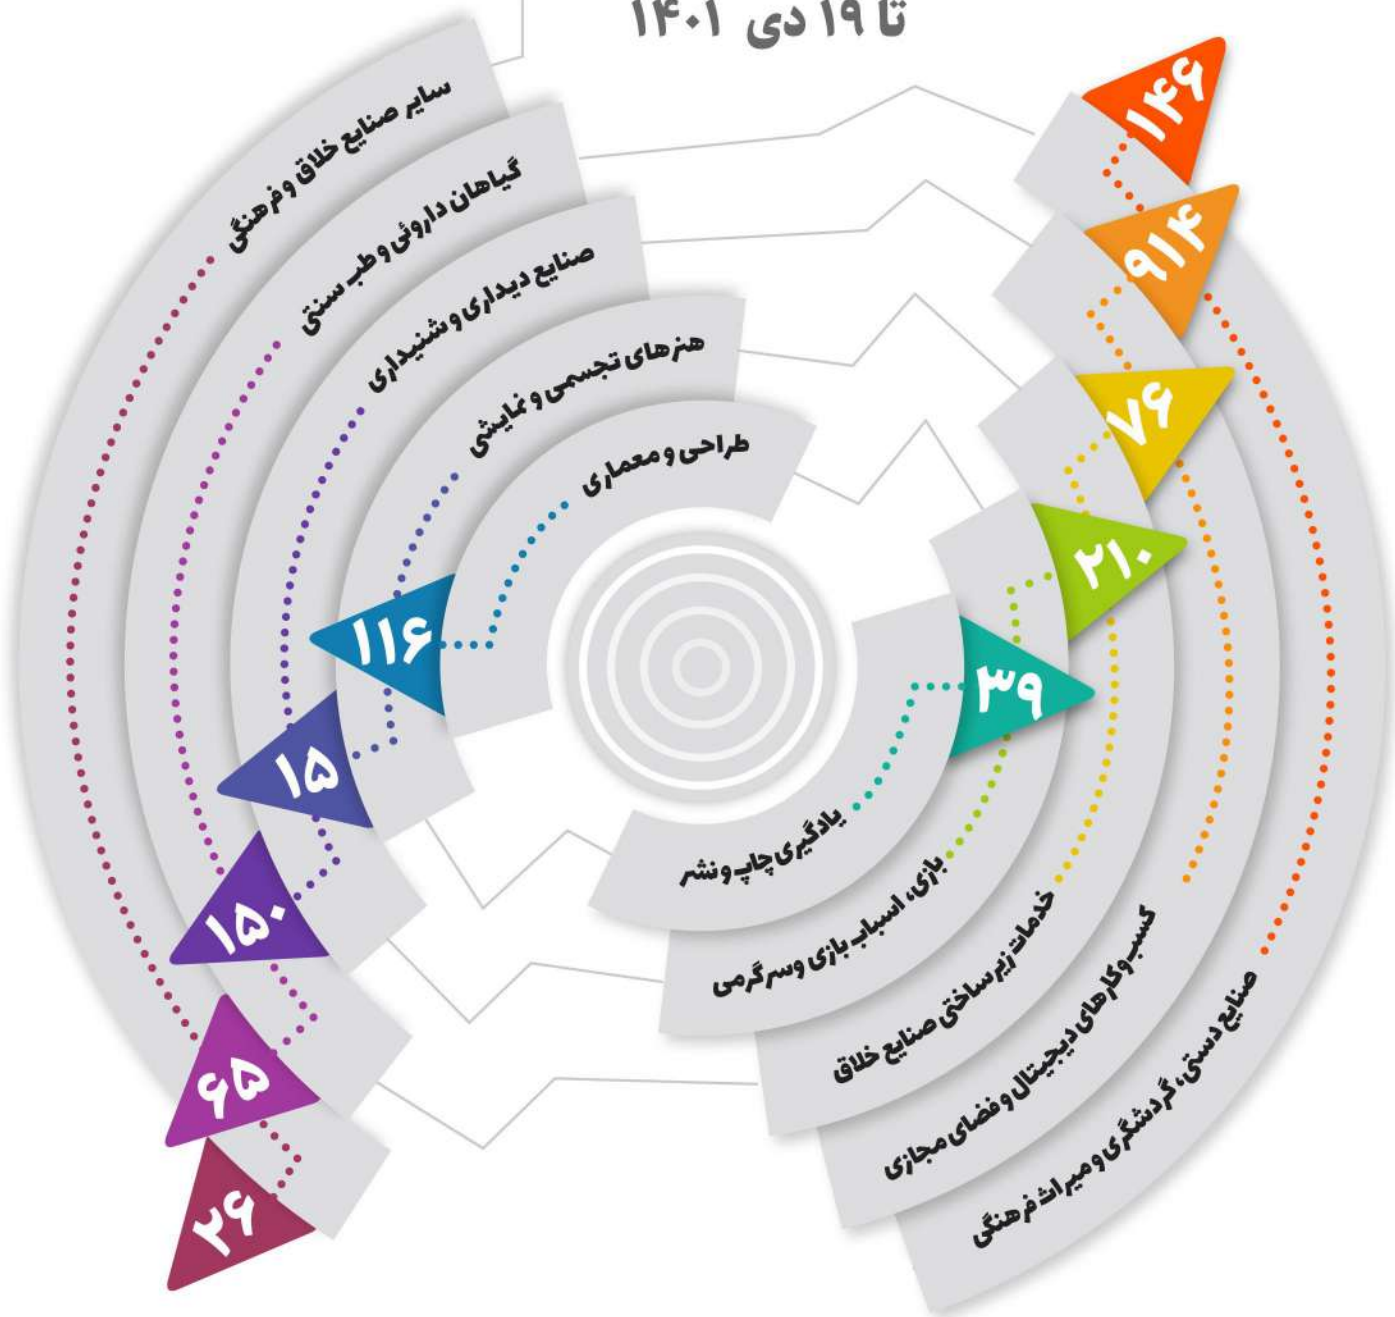 تا ۱۹ دی ۱۴۰۱
۱۴۶
۹۱۴
۷۶
۲۱۰
۳۹
یادگیری چاپ و نشر
بازی، اسباب بازی و سرگرمی
خدمات زیرساختی صنایع خلاق
کسب و کارهای دیجیتال و فضای مجازی
صنایع دستی، گردشگری و میراث فرهنگی
سایر صنایع خلاق و فرهنگی
گیاهان داروئی و طب سنتی
صنایع دیداری و شنیداری
هنرهای تجسمی و نمایشی
طراحی و معماری
۱۱۶
۱۵
۱۵۰
۶۵
۲۶